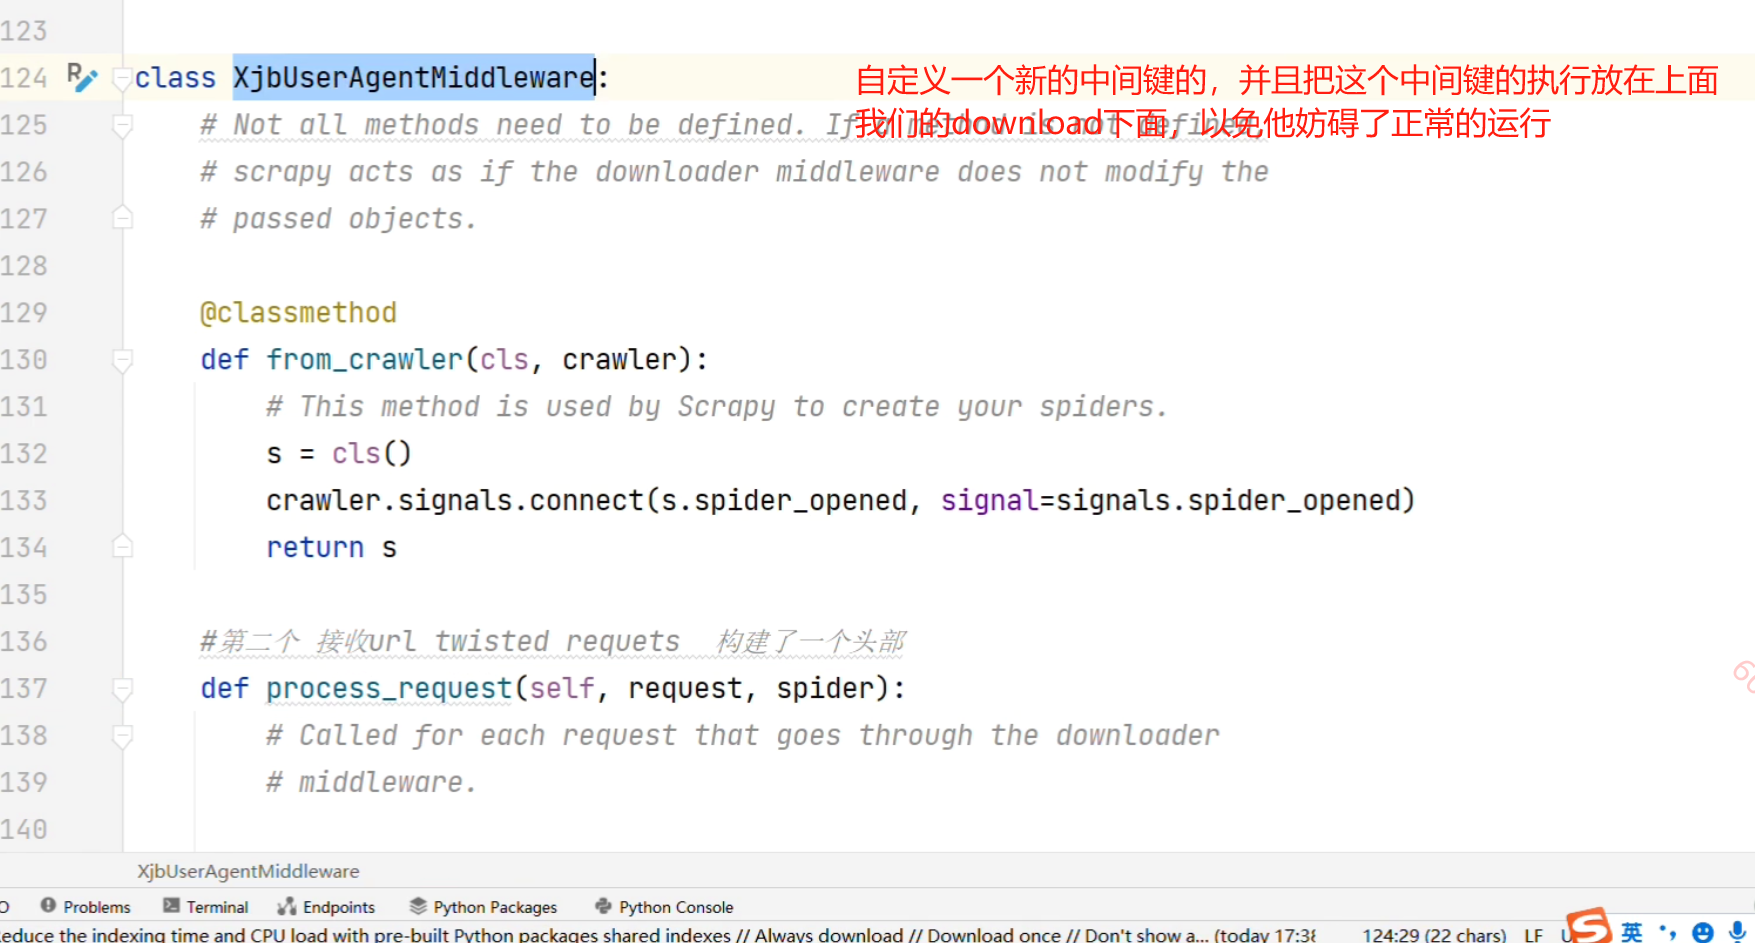 123
124 class XjbUserAgentMiddleware:
自定义一个新的中间键的，并且把这个中间键的执行放在上面
我们的download下面，以免他妨碍了正常的运行
125 # Not all methods need to be defined. If a method is not defined,
126 # scrapy acts as if the downloader middleware does not modify the
127 # passed objects.
128
129 @classmethod
130 def from_crawler(cls, crawler):
131 # This method is used by Scrapy to create your spiders.
132 s = cls()
133 crawler.signals.connect(s.spider_opened, signal=signals.spider_opened)
134 return s
135
136 #第二个 接收url twisted requets 构建了一个头部
137 def process_request(self, request, spider):
138 # Called for each request that goes through the downloader
139 # middleware.
140
XjbUserAgentMiddleware
Problems Terminal Endpoints Python Packages Python Console
educe the indexing time and CPU load with pre-built Python packages shared indexes // Always download // Download once // Don't show a... (today 17:38 124:29 (22 chars) LF U 英